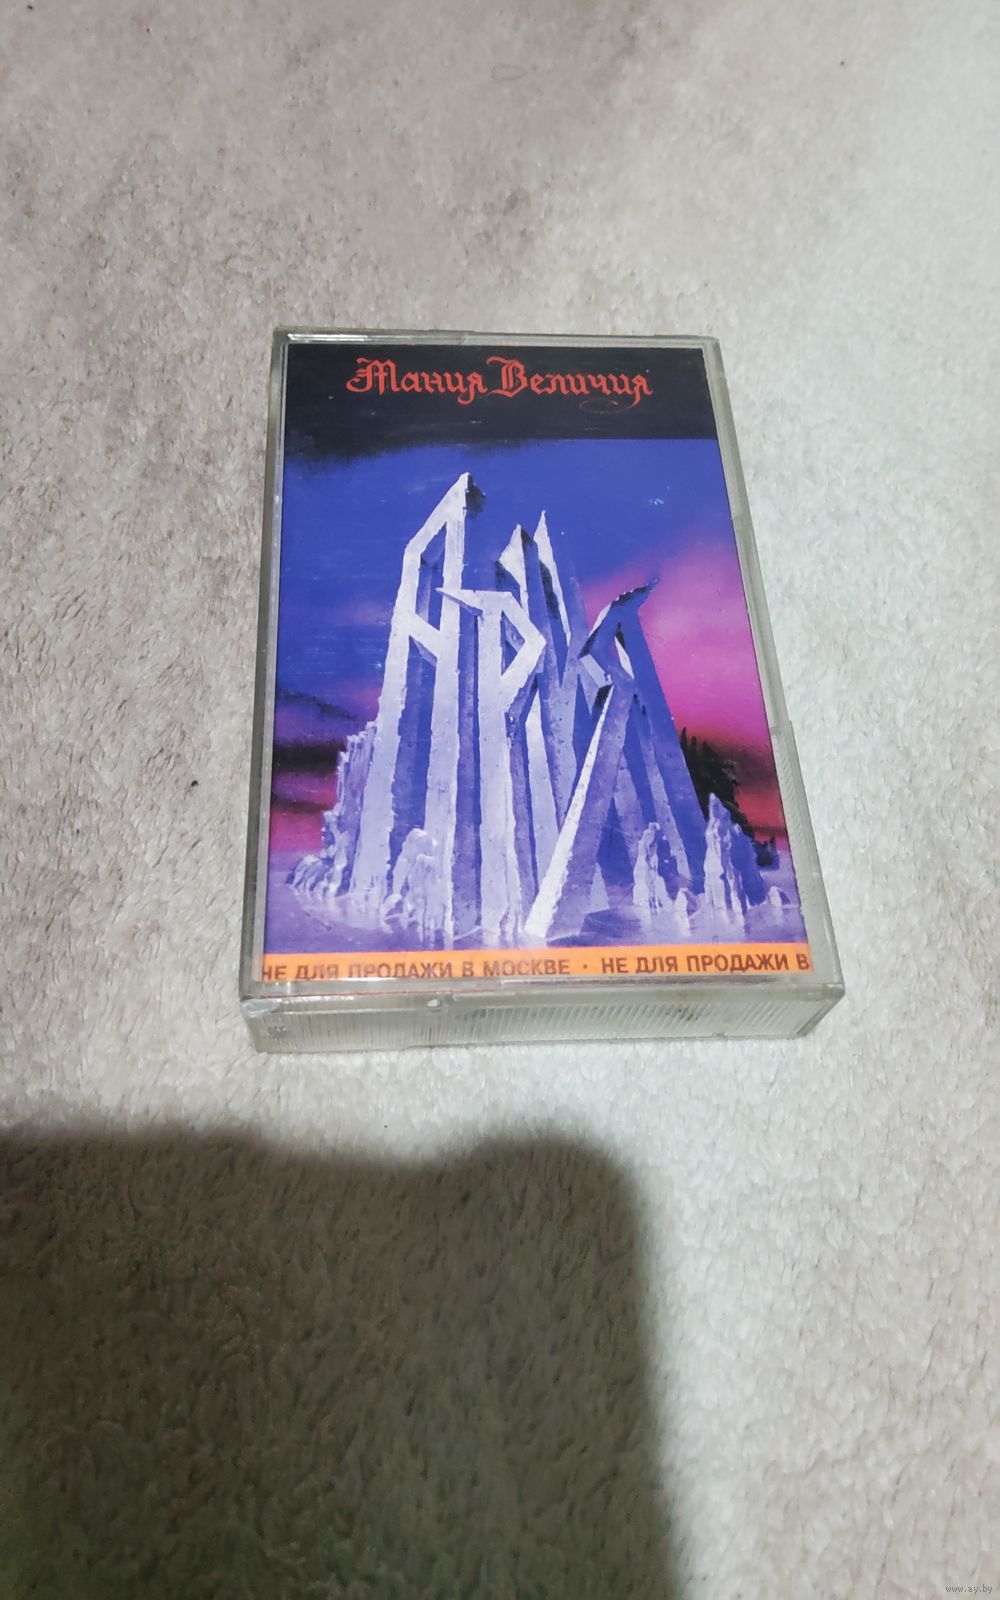 Мания Величия
АРИЯ
НЕ ДЛЯ ПРОДАЖИ В МОСКВЕ · НЕ ДЛЯ ПРОДАЖИ В
www.ay.by